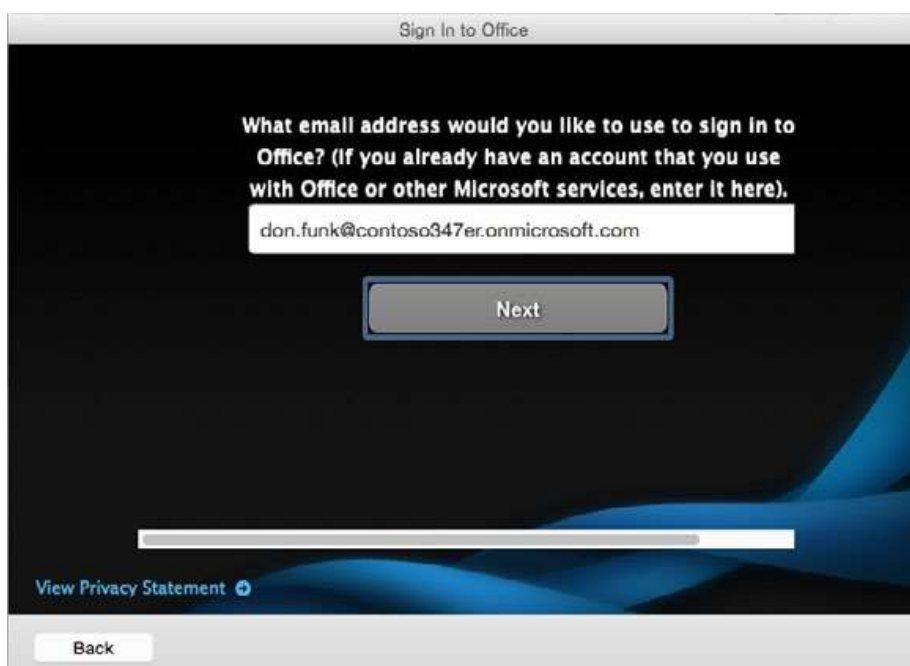 Sign In to Office
What email address would you like to use to sign in to
Office? (If you already have an account that you use
with Office or other Microsoft services, enter it here).
don.funk@contoso347er.onmicrosoft.com
Next
View Privacy Statement
Back